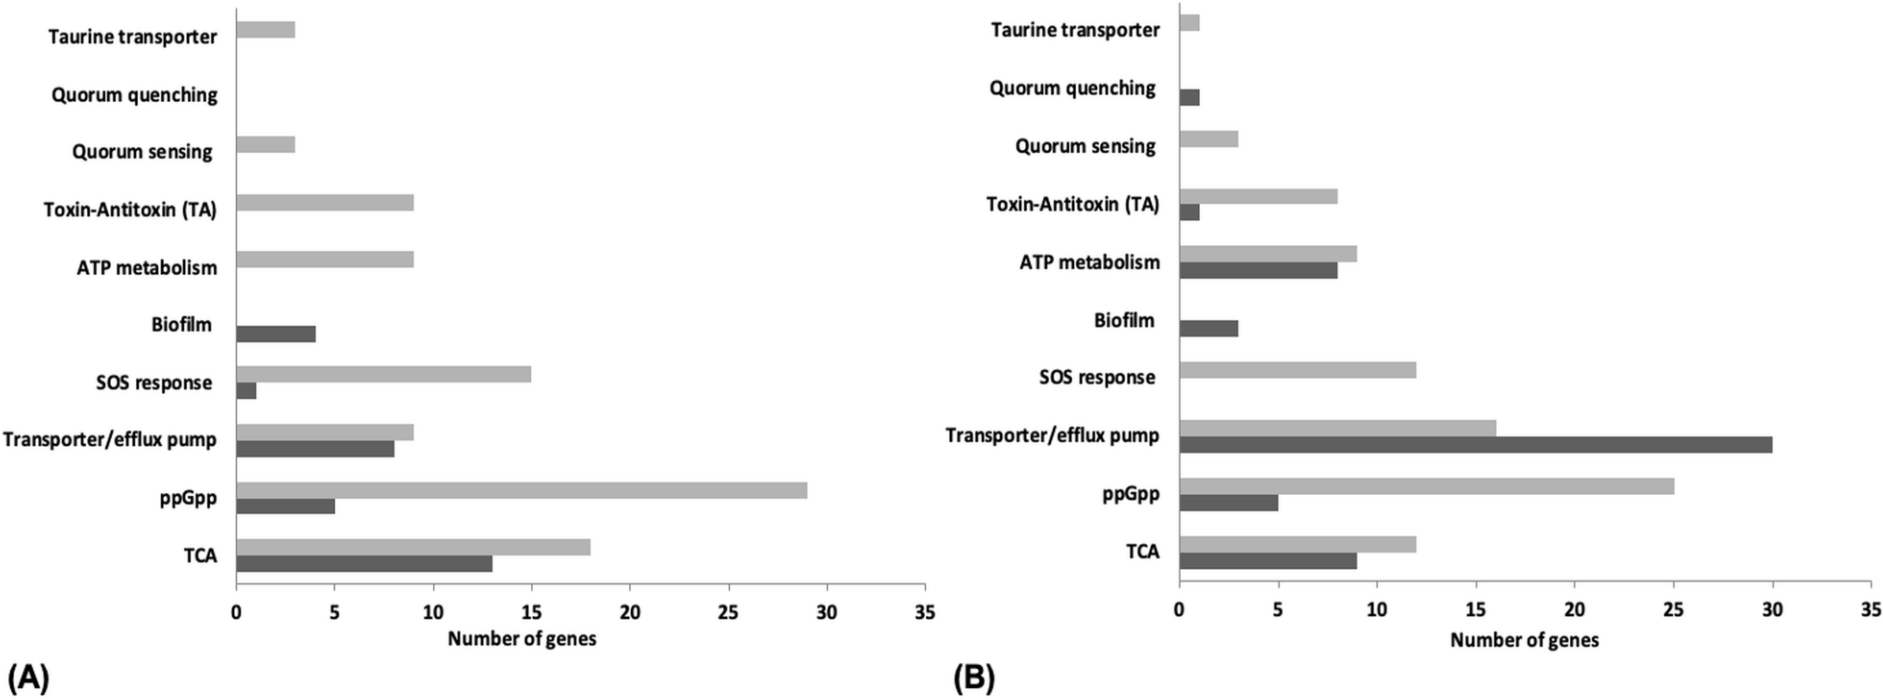 Taurine transporter
Quorum quenching
Quorum sensing
Toxin-Antitoxin (TA)
ATP metabolism
Biofilm
SOS response
Transporter/efflux pump
ppGpp
TCA
0 5 10 15 20 25 30 35
Number of genes
(A)
Taurine transporter
Quorum quenching
Quorum sensing
Toxin-Antitoxin (TA)
ATP metabolism
Biofilm
SOS response
Transporter/efflux pump
ppGpp
TCA
0 5 10 15 20 25 30 35
Number of genes
(B)